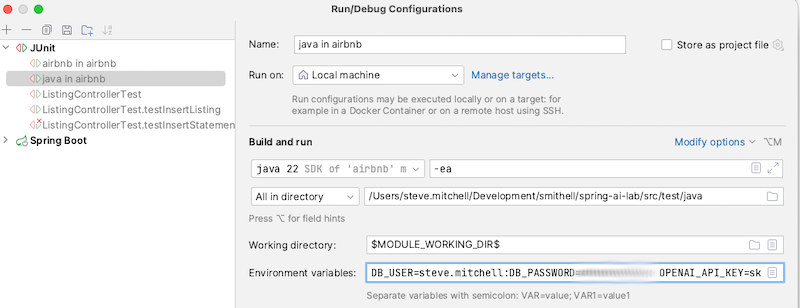 Run/Debug Configurations
JUnit
airbnb in airbnb
java in airbnb
ListingControllerTest
ListingControllerTest.testInsertListing
ListingControllerTest.testInsertStatemen
Spring Boot
Name: java in airbnb Store as project file
Run on: Local machine Manage targets...
Run configurations may be executed locally or on a target: for
example in a Docker Container or on a remote host using SSH.
Build and run Modify options ⌥M
java 22 SDK of 'airbnb' m -ea
All in directory /Users/steve.mitchell/Development/smithell/spring-ai-lab/src/test/java
Press ⌥ for field hints
Working directory: $MODULE_WORKING_DIR$
Environment variables: DB_USER=steve.mitchell:DB_PASSWORD= OPENAI_API_KEY=sk
Separate variables with semicolon: VAR=value; VAR1=value1